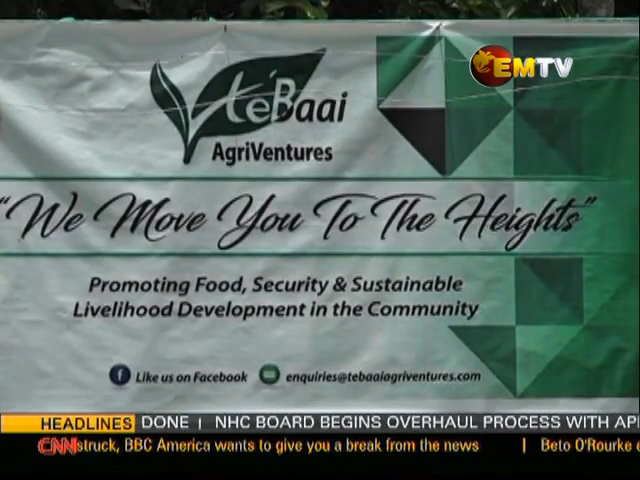 EMTV
téBaai
AgriVentures
"We Move You To The Heights"
Promoting Food, Security & Sustainable
Livelihood Development in the Community
Like us on Facebook enquiries@tebaaiagriventures.com
HEADLINES DONE | NHC BOARD BEGINS OVERHAUL PROCESS WITH API
CNN struck, BBC America wants to give you a break from the news | Beto O'Rourke